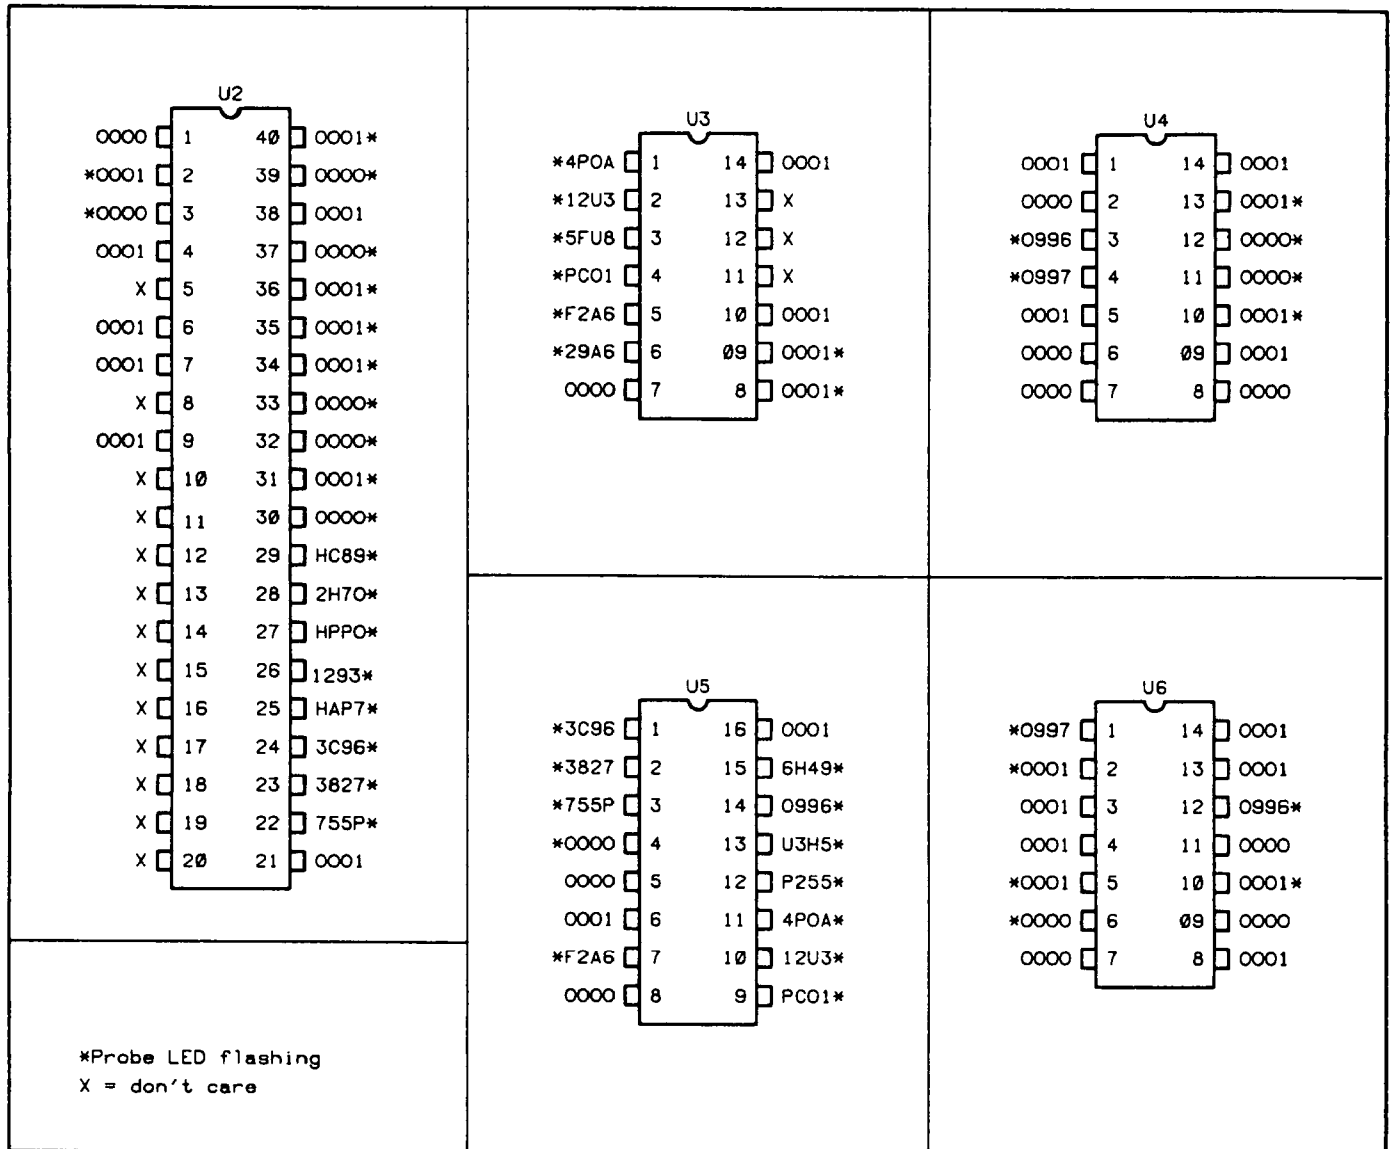 U2
0000 1 40 0001*
*0001 2 39 0000*
*0000 3 38 0001
0001 4 37 0000*
X 5 36 0001*
0001 6 35 0001*
0001 7 34 0001*
X 8 33 0000*
0001 9 32 0000*
X 10 31 0001*
X 11 30 0000*
X 12 29 HC89*
X 13 28 2H70*
X 14 27 HPP0*
X 15 26 1293*
X 16 25 HAP7*
X 17 24 3C96*
X 18 23 3827*
X 19 22 755P*
X 20 21 0001
*Probe LED flashing
X = don't care
U3
*4P0A 1 14 0001
*12U3 2 13 X
*5FU8 3 12 X
*PC01 4 11 X
*F2A6 5 10 0001
*29A6 6 09 0001*
0000 7 8 0001*
U4
0001 1 14 0001
0000 2 13 0001*
*0996 3 12 0000*
*0997 4 11 0000*
0001 5 10 0001*
0000 6 09 0001
0000 7 8 0000
U5
*3C96 1 16 0001
*3827 2 15 6H49*
*755P 3 14 0996*
*0000 4 13 U3H5*
0000 5 12 P255*
0001 6 11 4P0A*
*F2A6 7 10 12U3*
0000 8 9 PC01*
U6
*0997 1 14 0001
*0001 2 13 0001
0001 3 12 0996*
0001 4 11 0000
*0001 5 10 0001*
*0000 6 09 0000
0000 7 8 0001